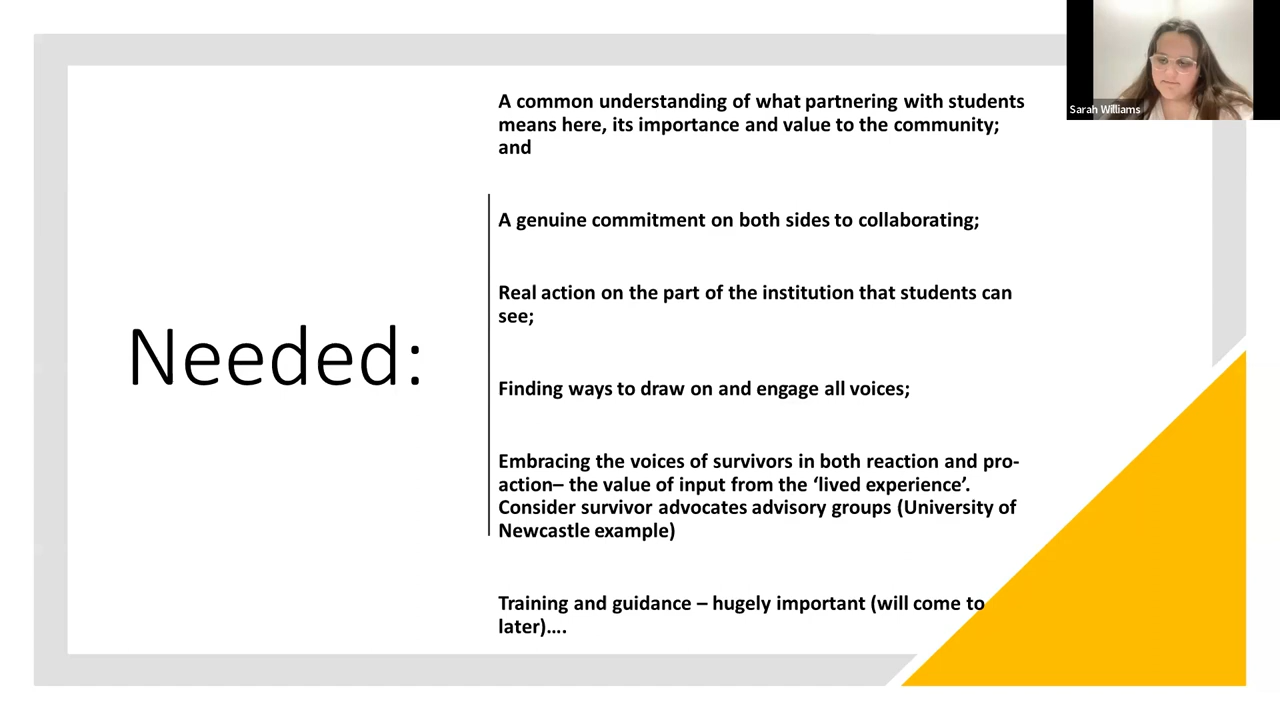 Needed:
A common understanding of what partnering with students
means here, its importance and value to the community;
and
A genuine commitment on both sides to collaborating;
Real action on the part of the institution that students can
see;
Finding ways to draw on and engage all voices;
Embracing the voices of survivors in both reaction and pro-
action– the value of input from the ‘lived experience’.
Consider survivor advocates advisory groups (University of
Newcastle example)
Training and guidance – hugely important (will come to
later)….
Sarah Williams